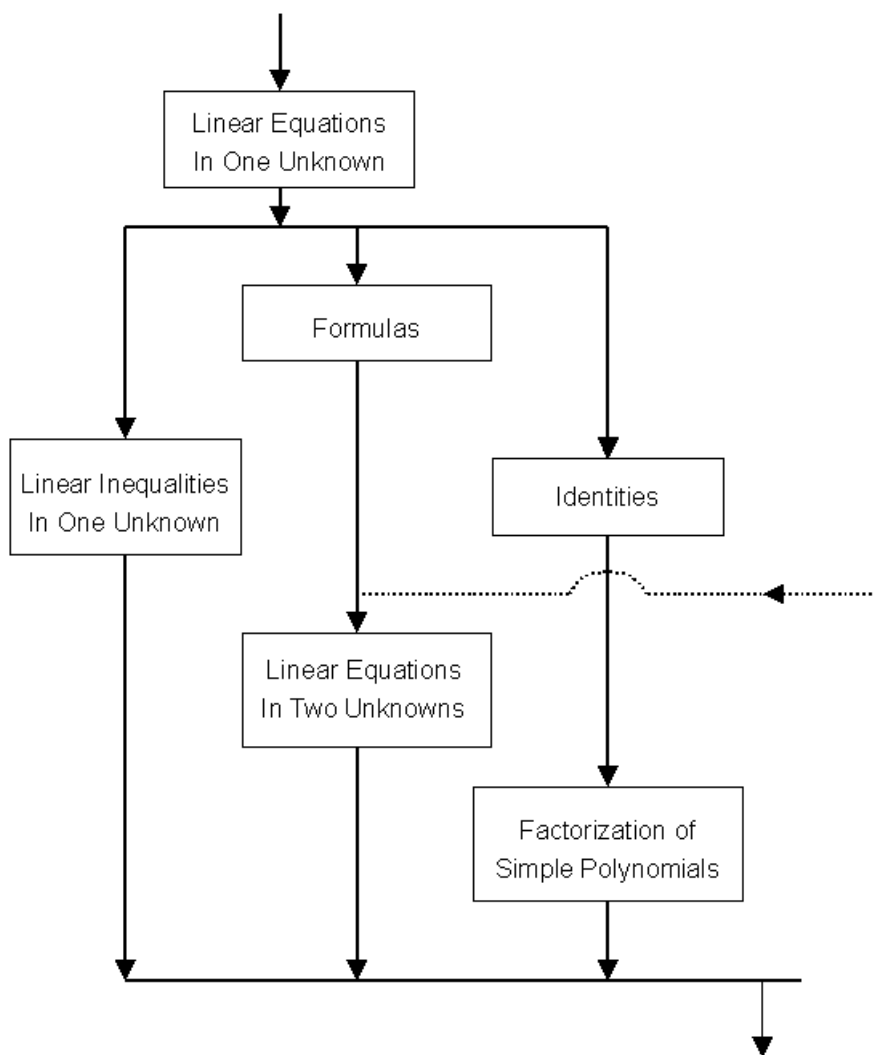 Linear Equations
In One Unknown
Formulas
Linear Inequalities
In One Unknown
Identities
Linear Equations
In Two Unknowns
Factorization of
Simple Polynomials